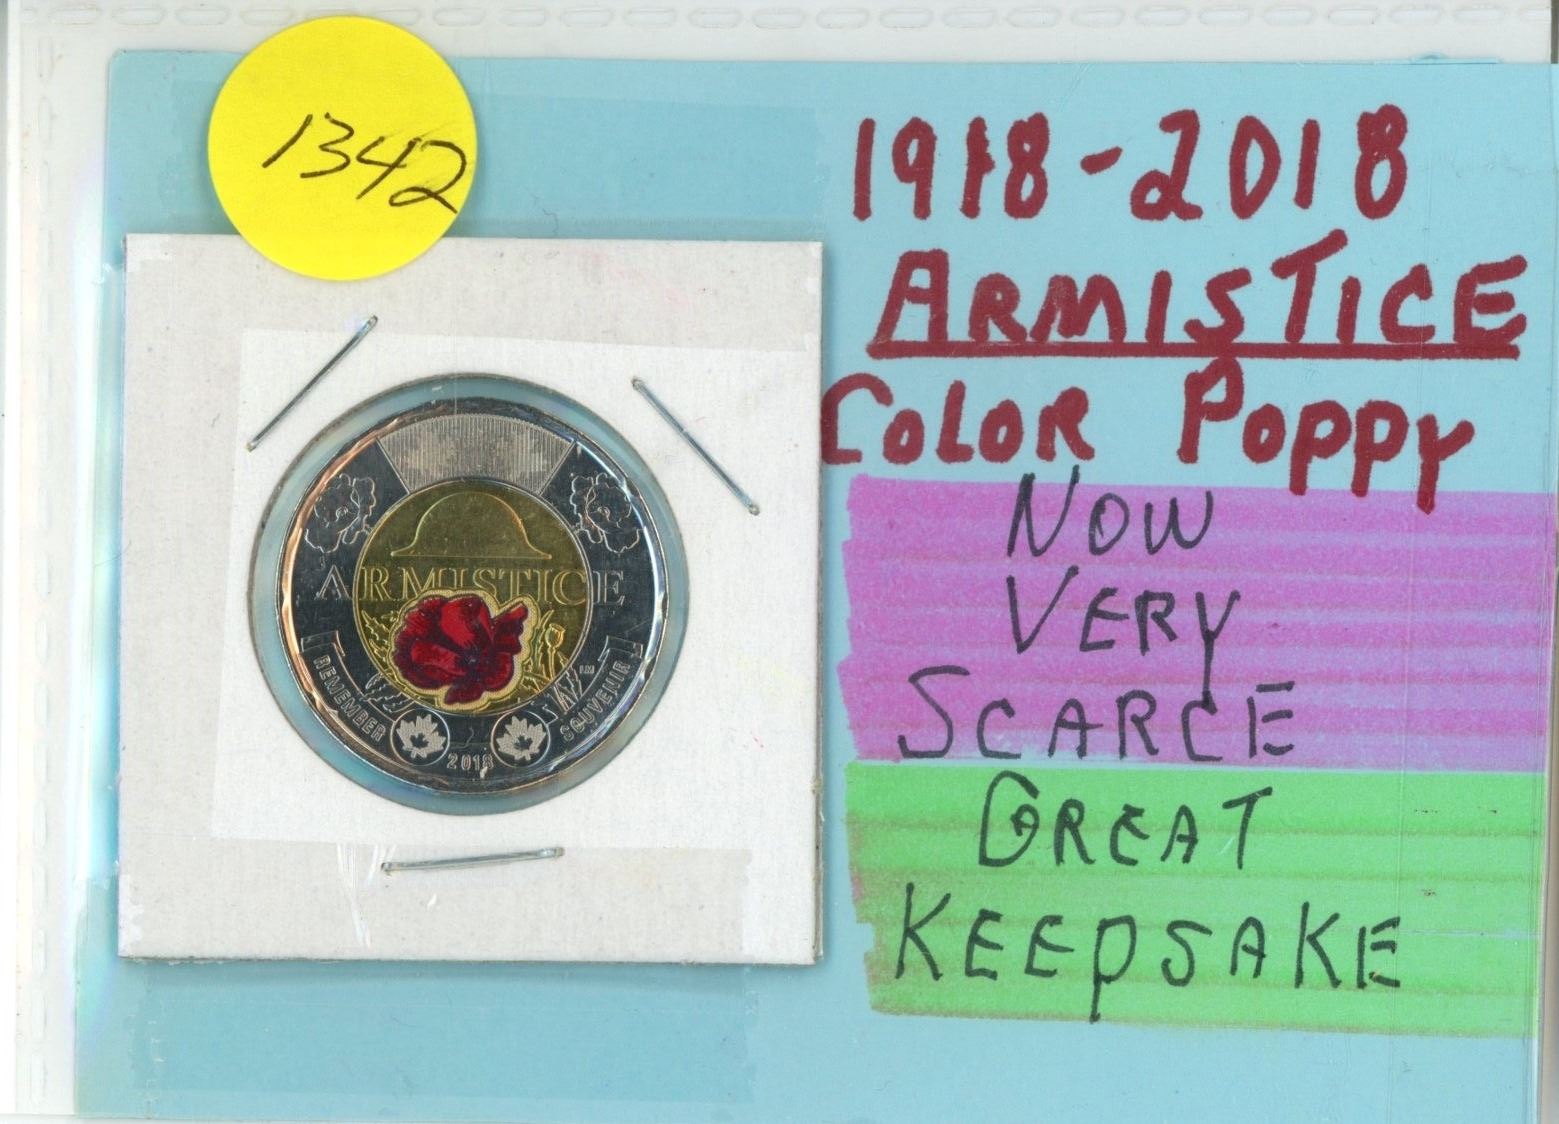 1342
1918-2018
ARMISTICE
COLOR POPPY
NOW
VERY
SCARCE
GREAT
KEEPSAKE
ARMISTICE
REMEMBER
SOUVENIR
2018